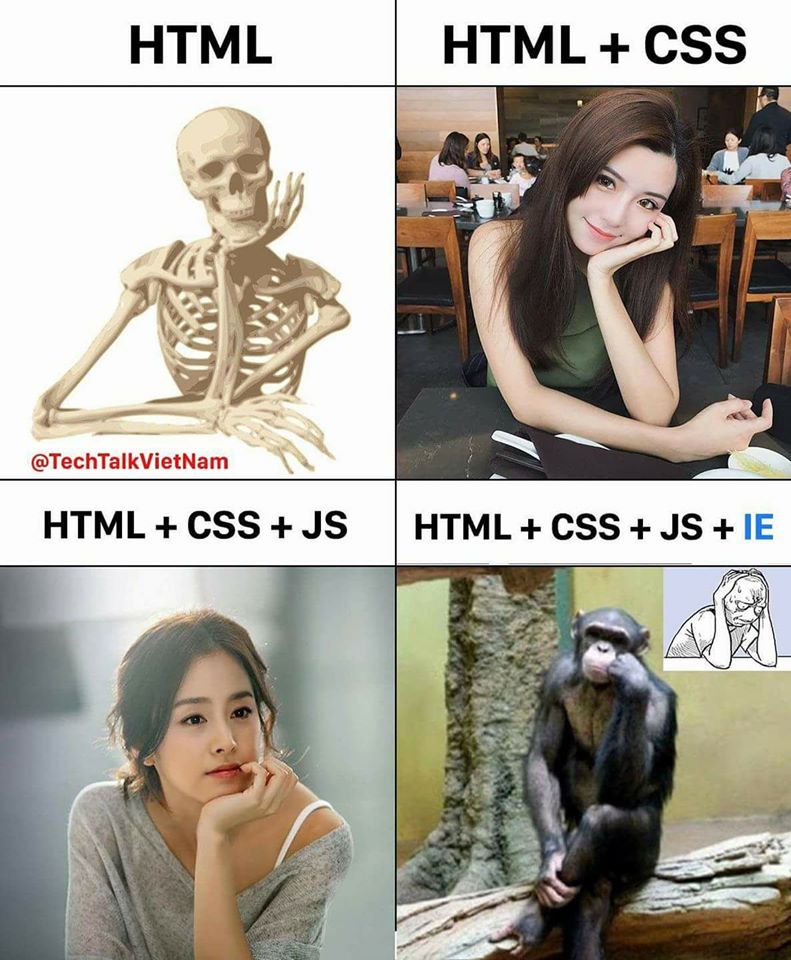 HTML
HTML + CSS
@TechTalkVietNam
HTML + CSS + JS
HTML + CSS + JS + IE